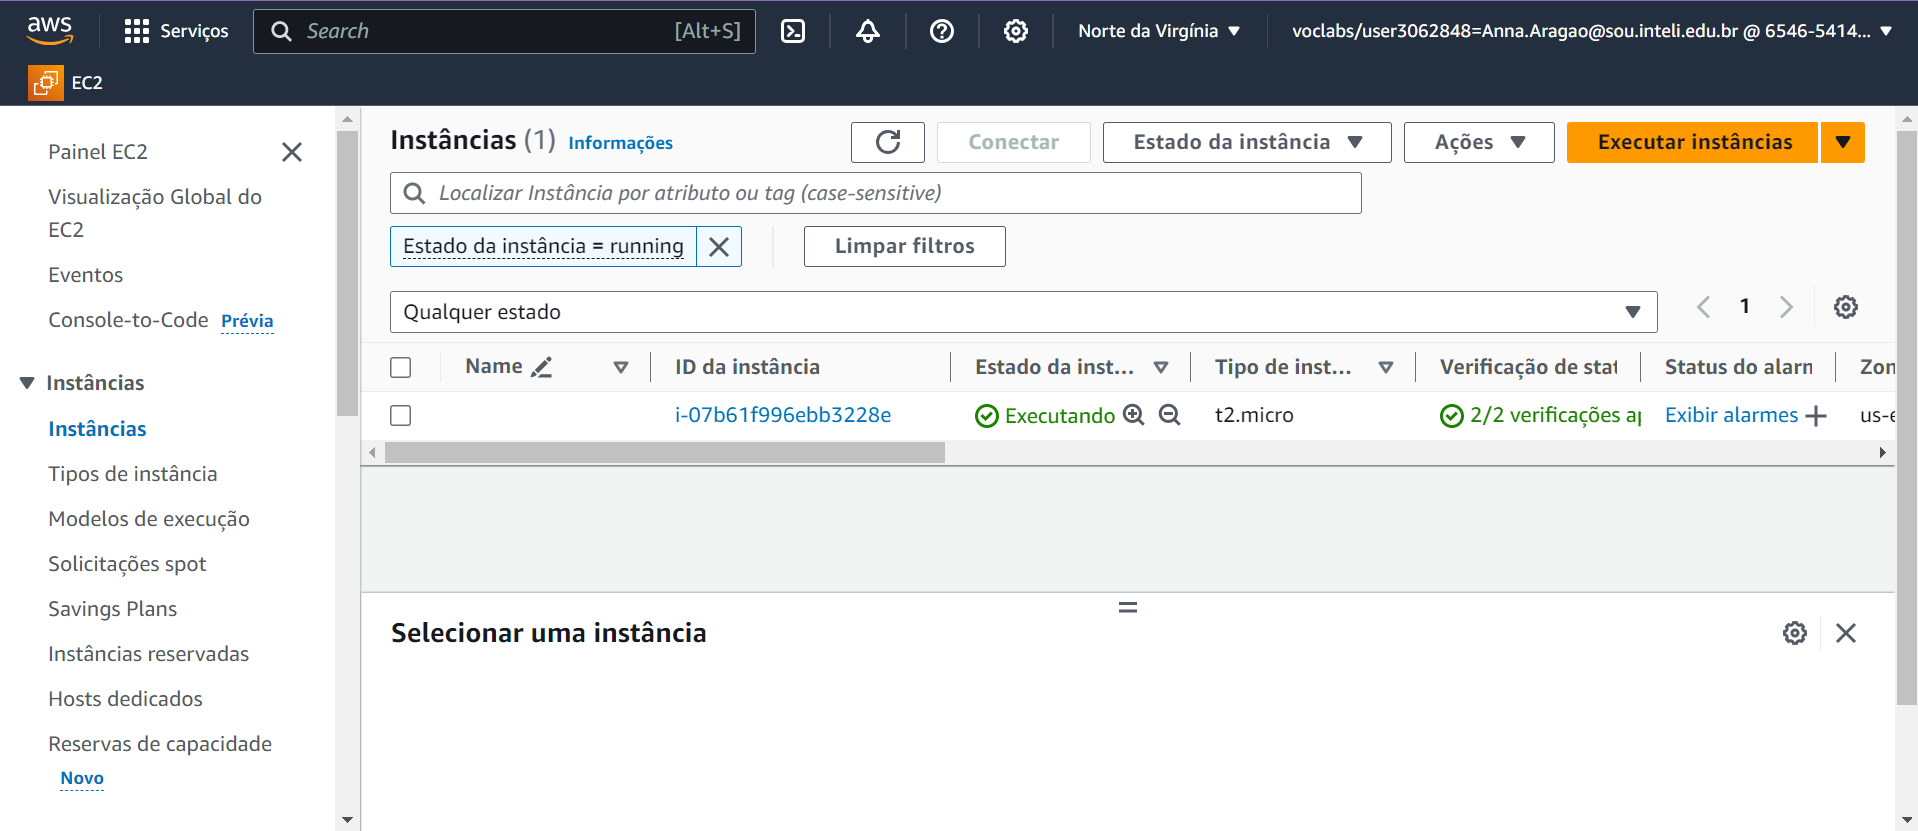 aws
Serviços
Search [Alt+S]
Norte da Virgínia
voclabs/user3062848=Anna.Aragao@sou.inteli.edu.br @ 6546-5414...
EC2
Painel EC2
Visualização Global do
EC2
Eventos
Console-to-Code Prévia
Instâncias
Instâncias
Tipos de instância
Modelos de execução
Solicitações spot
Savings Plans
Instâncias reservadas
Hosts dedicados
Reservas de capacidade
Novo
Instâncias (1) Informações
Conectar
Estado da instância
Ações
Executar instâncias
Localizar Instância por atributo ou tag (case-sensitive)
Estado da instância = running
Limpar filtros
Qualquer estado
1
Name ID da instância Estado da inst... Tipo de inst... Verificação de stat Status do alarm Zon
i-07b61f996ebb3228e Executando t2.micro 2/2 verificações ap Exibir alarmes us-e
Selecionar uma instância